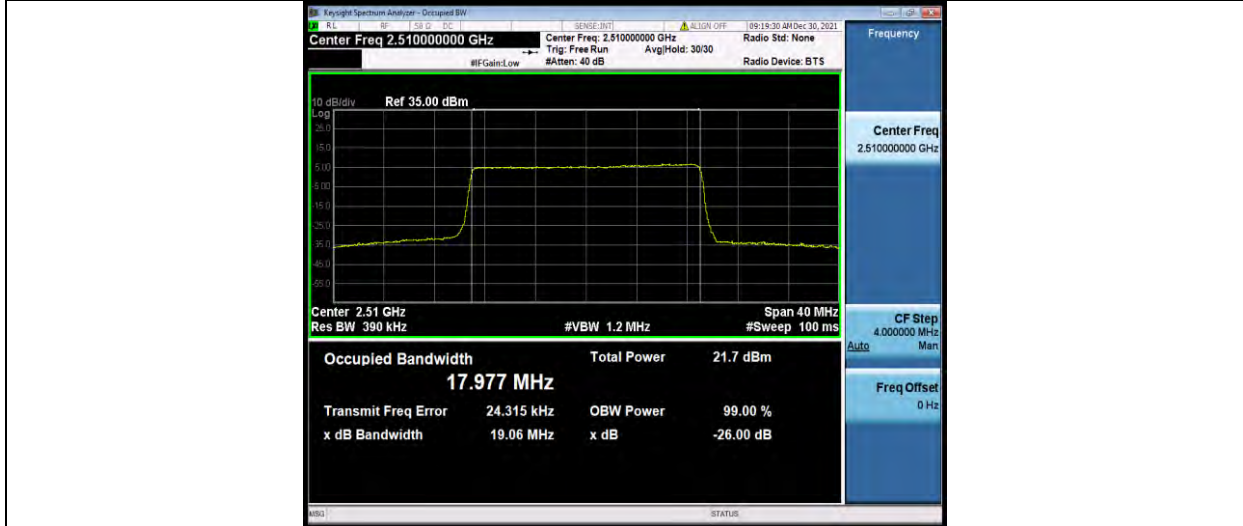 Keysight Spectrum Analyzer - Occupied BW
RL RF 50 Ω DC SENSE:INT ALIGN OFF 09:19:30 AM Dec 30, 2021
Center Freq 2.510000000 GHz
Center Freq: 2.510000000 GHz
Radio Std: None
Trig: Free Run Avg|Hold: 30/30
#IFGain:Low
#Atten: 40 dB
Radio Device: BTS
10 dB/div Ref 35.00 dBm
Log
25.0
15.0
5.00
-5.00
-15.0
-25.0
-35.0
-45.0
-55.0
Center 2.51 GHz Span 40 MHz
Res BW 390 kHz #VBW 1.2 MHz #Sweep 100 ms
Occupied Bandwidth Total Power 21.7 dBm
17.977 MHz
Transmit Freq Error 24.315 kHz OBW Power 99.00 %
x dB Bandwidth 19.06 MHz x dB -26.00 dB
MSG STATUS
Frequency
Center Freq
2.510000000 GHz
CF Step
4.000000 MHz
Auto Man
Freq Offset
0 Hz